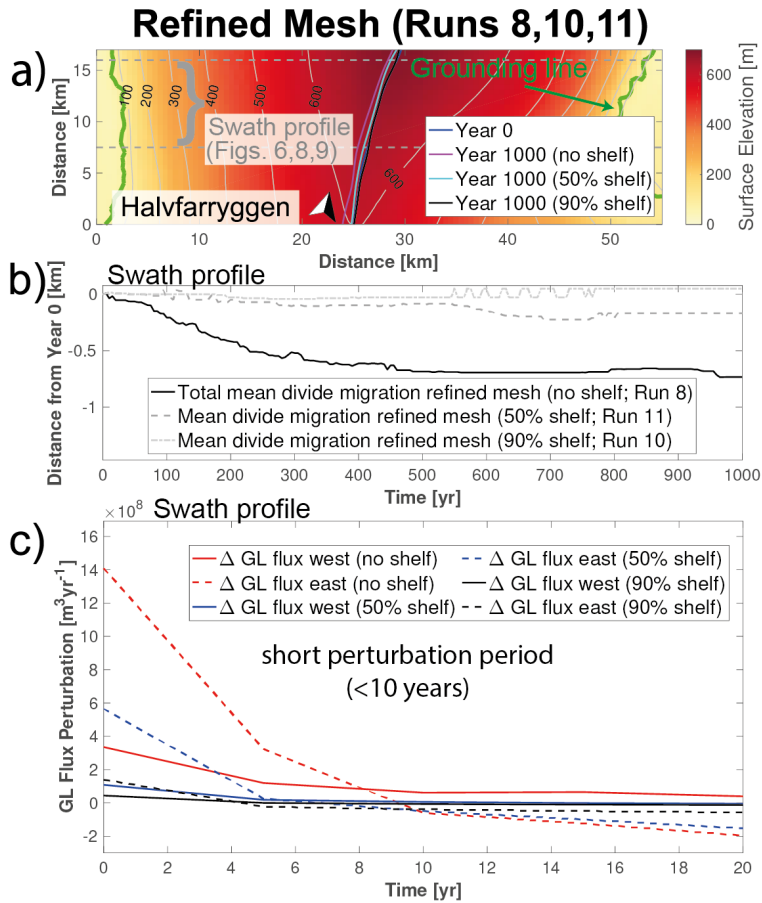 Refined Mesh (Runs 8,10,11)
a)
Distance [km]
15
10
5
0
100
200
300
400
500
600
600
Grounding line
Swath profile
(Figs. 6,8,9)
Halvfarryggen
Year 0
Year 1000 (no shelf)
Year 1000 (50% shelf)
Year 1000 (90% shelf)
0
10
20
30
40
50
Distance [km]
600
400
200
0
Surface Elevation [m]
b)
Swath profile
Distance from Year 0 [km]
0
-0.5
-1
Total mean divide migration refined mesh (no shelf; Run 8)
Mean divide migration refined mesh (50% shelf; Run 11)
Mean divide migration refined mesh (90% shelf; Run 10)
0
100
200
300
400
500
600
700
800
900
1000
Time [yr]
c)
×10⁸
Swath profile
GL Flux Perturbation [m³yr⁻¹]
16
14
12
10
8
6
4
2
0
-2
Δ GL flux west (no shelf)
Δ GL flux east (no shelf)
Δ GL flux west (50% shelf)
Δ GL flux east (50% shelf)
Δ GL flux west (90% shelf)
Δ GL flux east (90% shelf)
short perturbation period
(<10 years)
0
2
4
6
8
10
12
14
16
18
20
Time [yr]